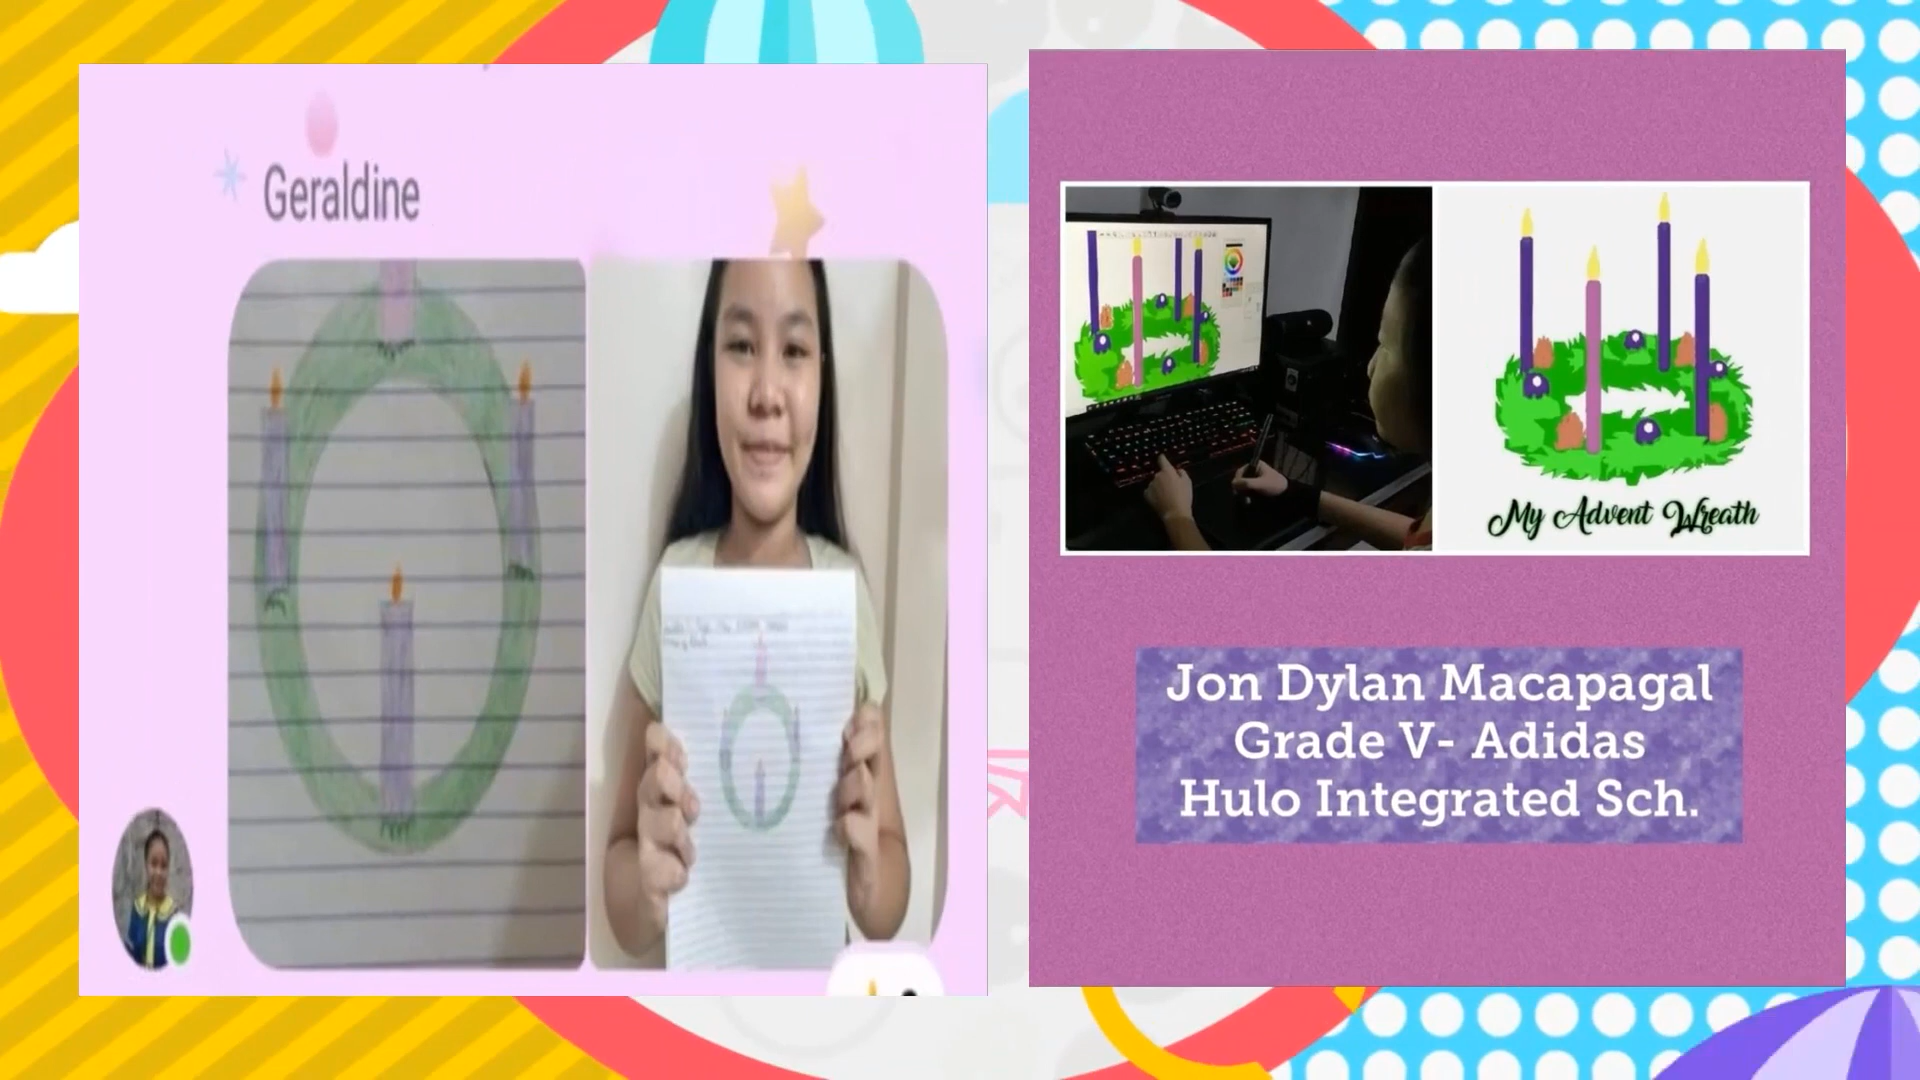 Geraldine
My Advent Wreath
Jon Dylan Macapagal
Grade V- Adidas
Hulo Integrated Sch.